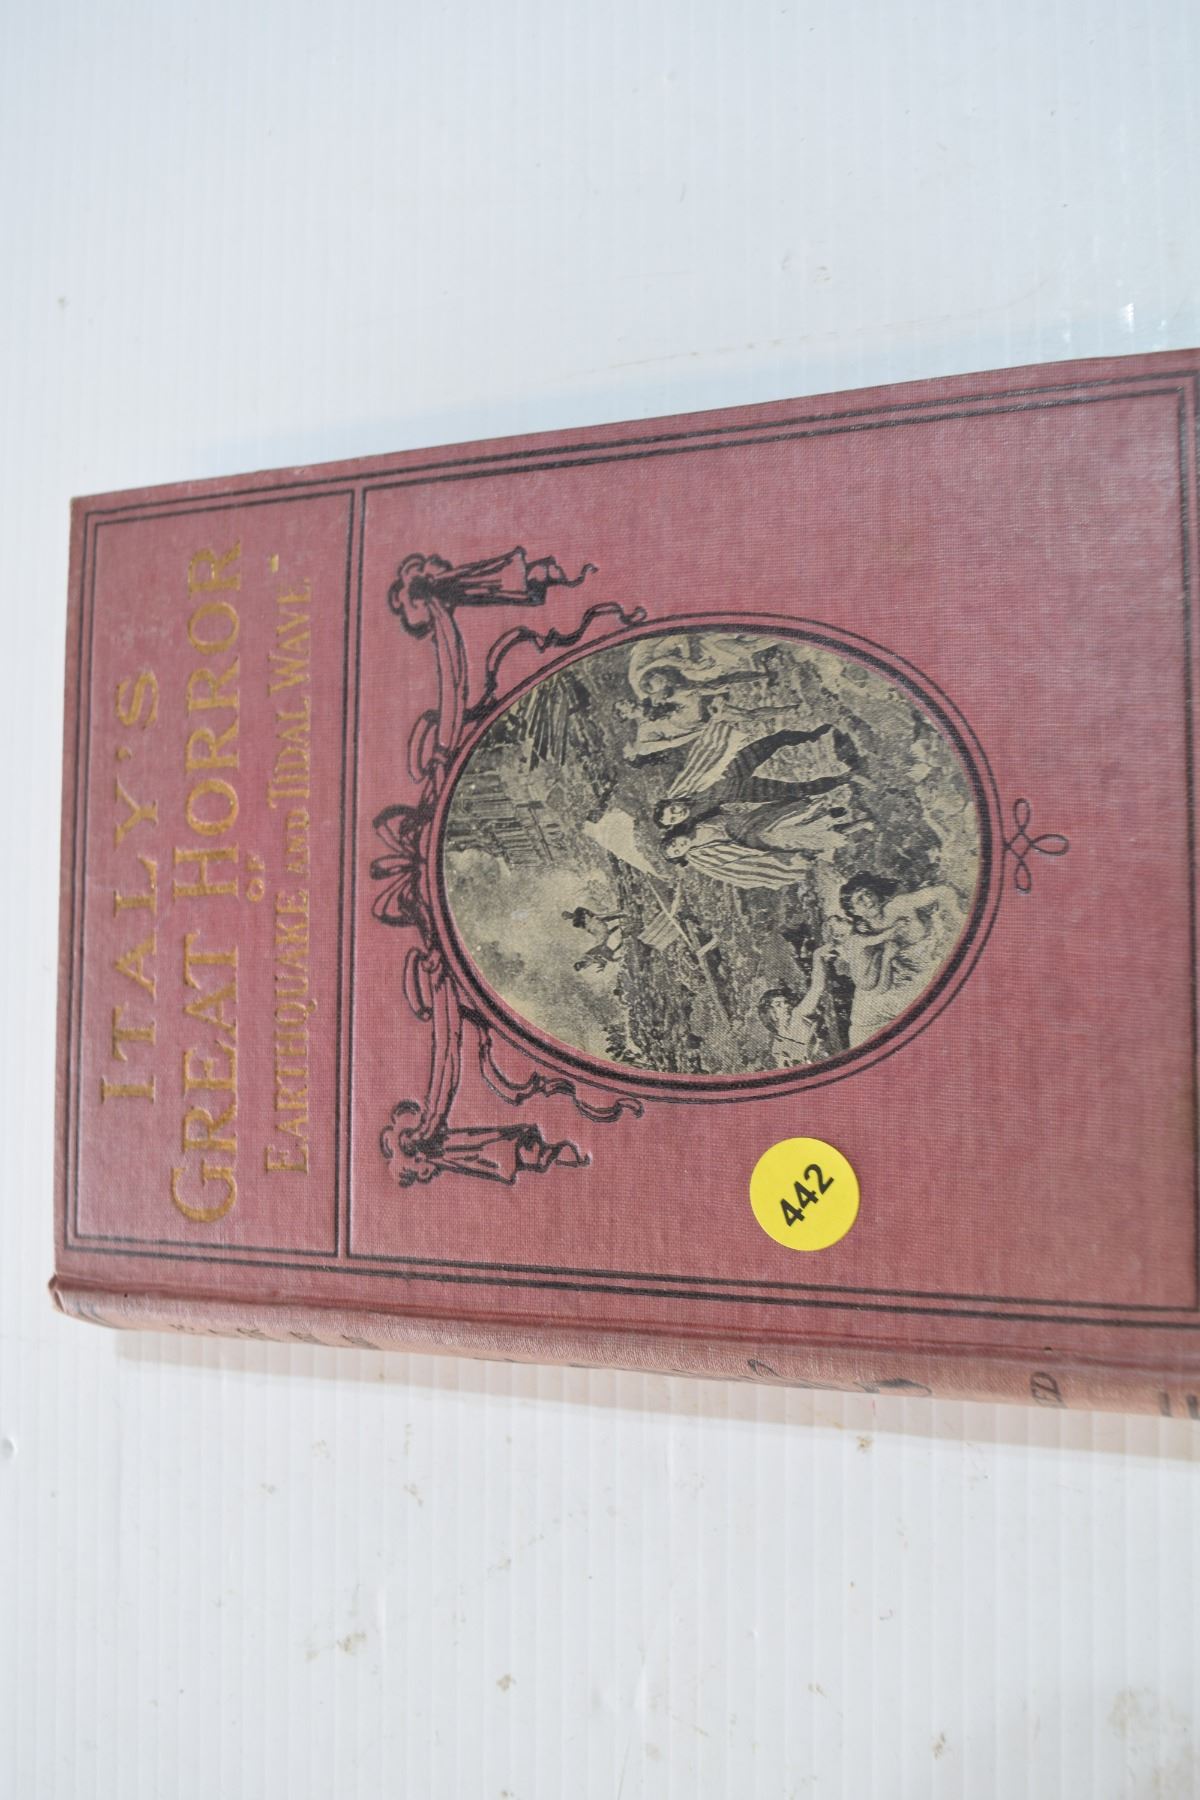 ITALY'S
GREAT HORROR
OF
EARTHQUAKE AND TIDAL WAVE
442